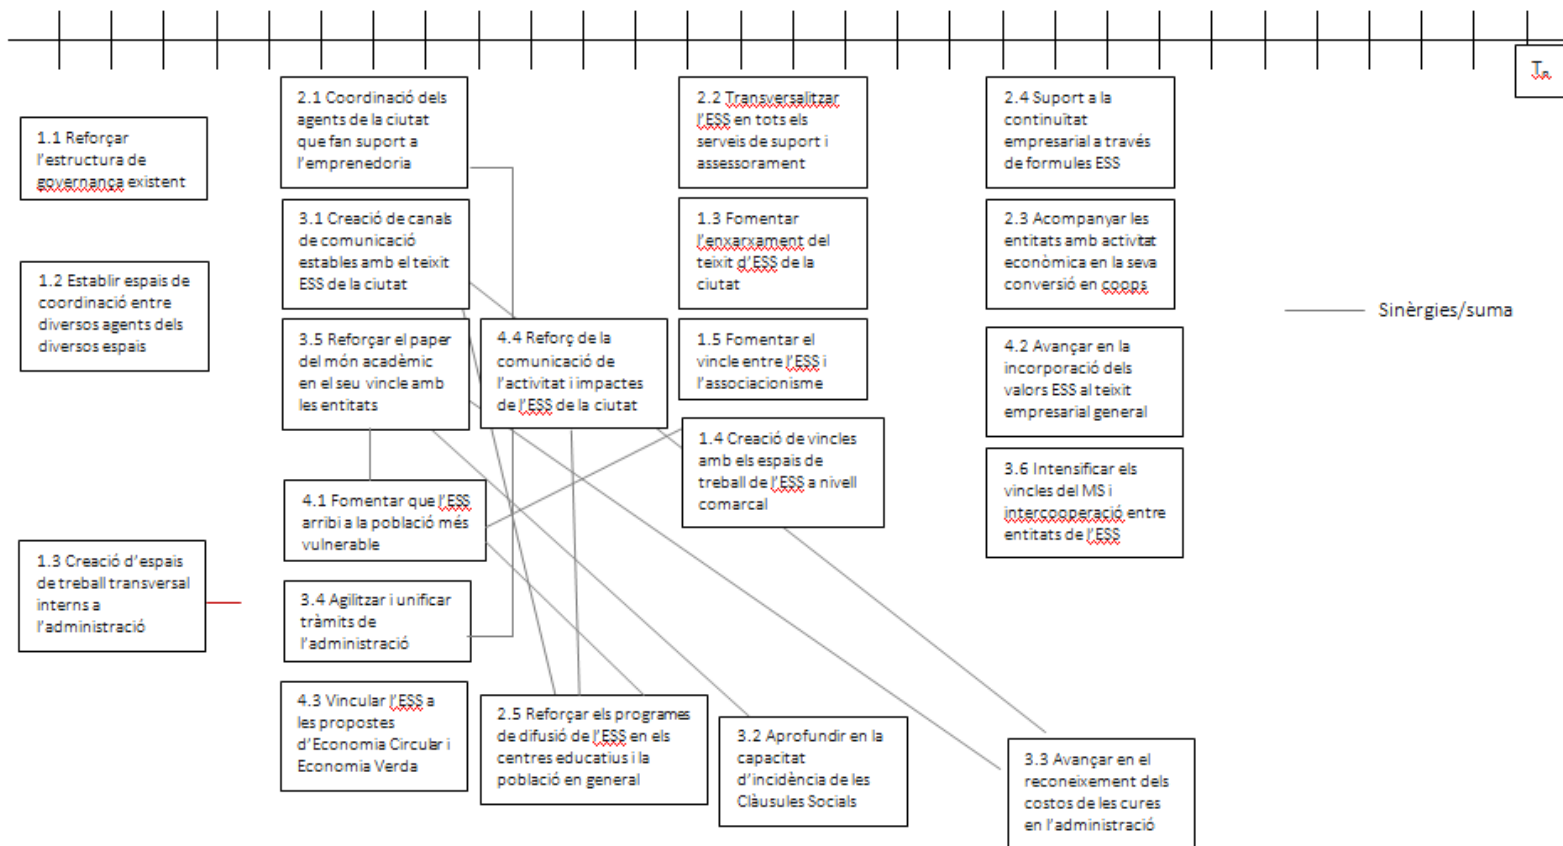 T_R.
1.1 Reforçar
l’estructura de
governança existent
1.2 Establir espais de
coordinació entre
diversos agents dels
diversos espais
1.3 Creació d’espais
de treball transversal
interns a
l’administració
2.1 Coordinació dels
agents de la ciutat
que fan suport a
l’emprenedoria
3.1 Creació de canals
de comunicació
estables amb el teixit
ESS de la ciutat
3.5 Reforçar el paper
del món acadèmic
en el seu vincle amb
les entitats
4.4 Reforç de la
comunicació de
l’activitat i impactes
de l’ESS de la ciutat
4.1 Fomentar que l’ESS
arribi a la població més
vulnerable
3.4 Agilitzar i unificar
tràmits de
l’administració
4.3 Vincular l’ESS a
les propostes
d’Economia Circular i
Economia Verda
2.5 Reforçar els programes
de difusió de l’ESS en els
centres educatius i la
població en general
2.2 Transversalitzar
l’ESS en tots els
serveis de suport i
assessorament
1.3 Fomentar
l’enxarxament del
teixit d’ESS de la
ciutat
1.5 Fomentar el
vincle entre l’ESS i
l’associacionisme
1.4 Creació de vincles
amb els espais de
treball de l’ESS a nivell
comarcal
3.2 Aprofundir en la
capacitat
d’incidència de les
Clàusules Socials
2.4 Suport a la
continuïtat
empresarial a través
de formules ESS
2.3 Acompanyar les
entitats amb activitat
econòmica en la seva
conversió en coops
4.2 Avançar en la
incorporació dels
valors ESS al teixit
empresarial general
3.6 Intensificar els
vincles del MS i
intercooperació entre
entitats de l’ESS
3.3 Avançar en el
reconeixement dels
costos de les cures
en l’administració
Sinèrgies/suma